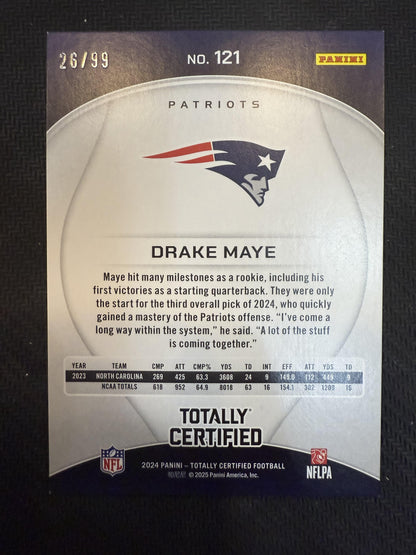 26/99
NO. 121
PANINI
PATRIOTS
DRAKE MAYE
Maye hit many milestones as a rookie, including his
first victories as a starting quarterback. They were only
the start for the third overall pick of 2024, who quickly
gained a mastery of the Patriots offense. “I’ve come a
long way within the system,” he said. “A lot of the stuff
is coming together.”
YEAR TEAM CMP ATT CMP% YDS TD INT EFF ATT YDS TD
2023 NORTH CAROLINA 269 425 63.3 3608 24 9 149.0 112 449 9
NCAA TOTALS 618 952 64.9 8018 63 16 154.1 302 1209 16
TOTALLY
CERTIFIED
NFL
2024 PANINI – TOTALLY CERTIFIED FOOTBALL
© 2025 Panini America, Inc.
NFLPA